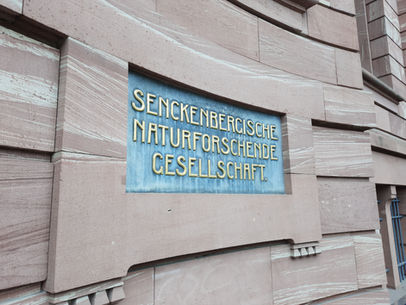 SENCKENBERGISCHE
NATURFORSCHENDE
GESELLSCHAFT.